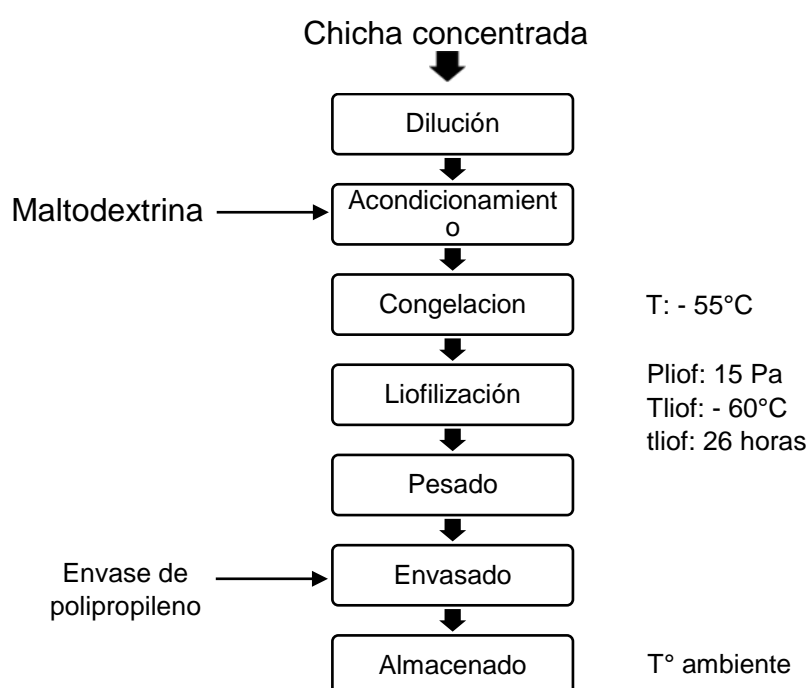 Chicha concentrada
Dilución
Maltodextrina
Acondicionamient
o
Congelacion
T: - 55°C
Liofilización
Pliof: 15 Pa
Tliof: - 60°C
tliof: 26 horas
Pesado
Envase de
polipropileno
Envasado
Almacenado
T° ambiente